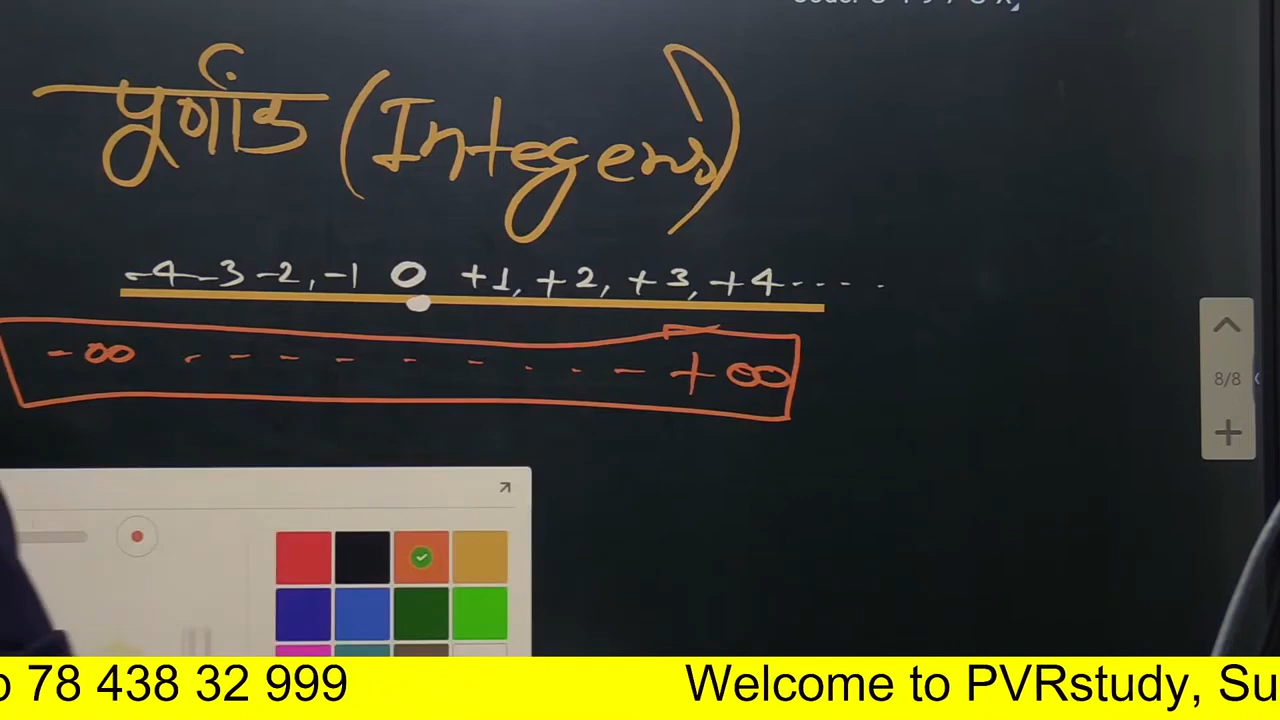 पूर्णांक (Integers)
-4 -3 -2, -1 0 +1, +2, +3, +4 .....
-∞ . - - - - - . . . - +∞
8/8
78 438 32 999 Welcome to PVRstudy, Su